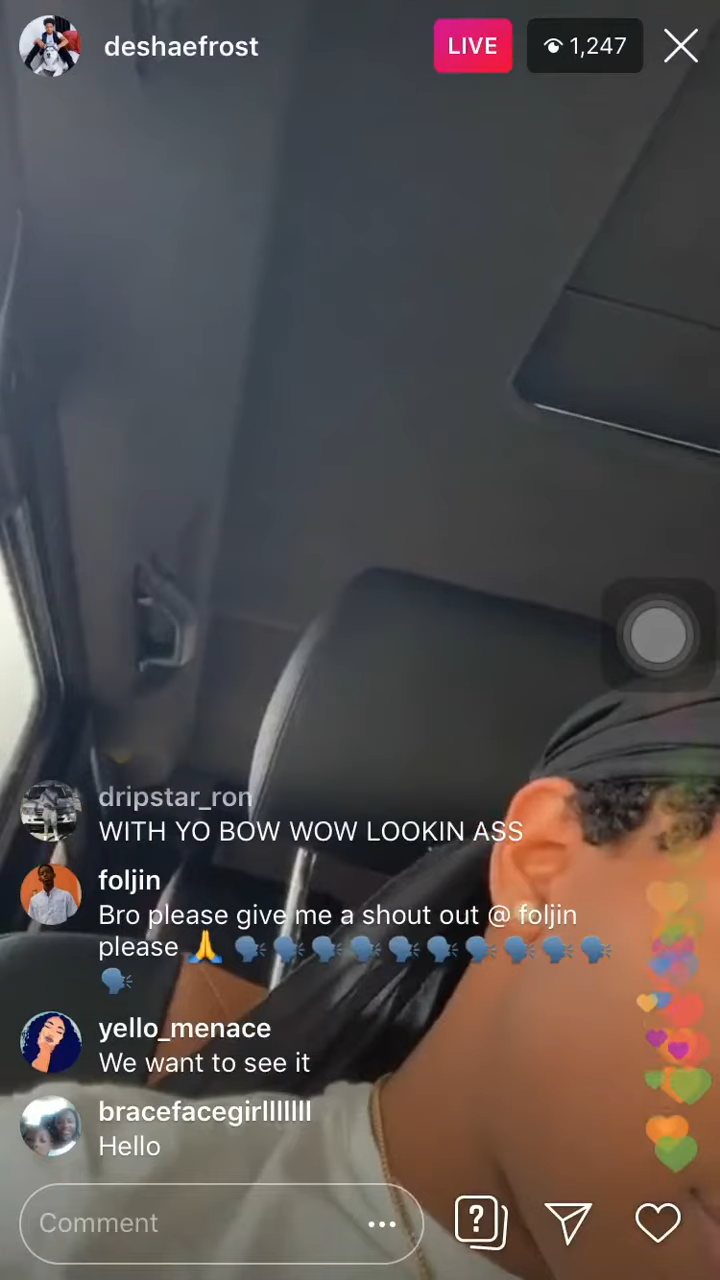 deshaefrost
LIVE
1,247
dripstar_ron
WITH YO BOW WOW LOOKIN ASS
foljin
Bro please give me a shout out @ foljin
please 🙏 🗣🗣🗣🗣🗣🗣🗣🗣🗣🗣
🗣
yello_menace
We want to see it
bracefacegirlllllll
Hello
Comment